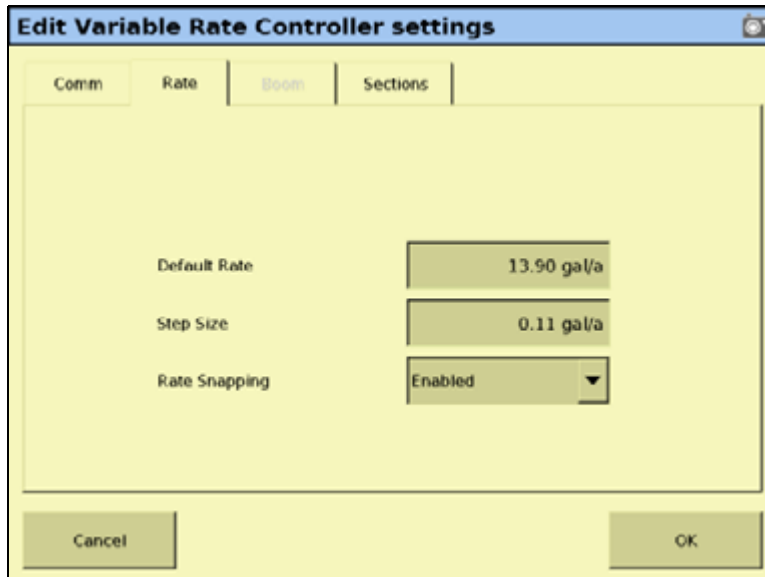 Edit Variable Rate Controller settings
Comm Rate Boom Sections
Default Rate 13.90 gal/a
Step Size 0.11 gal/a
Rate Snapping Enabled
Cancel OK